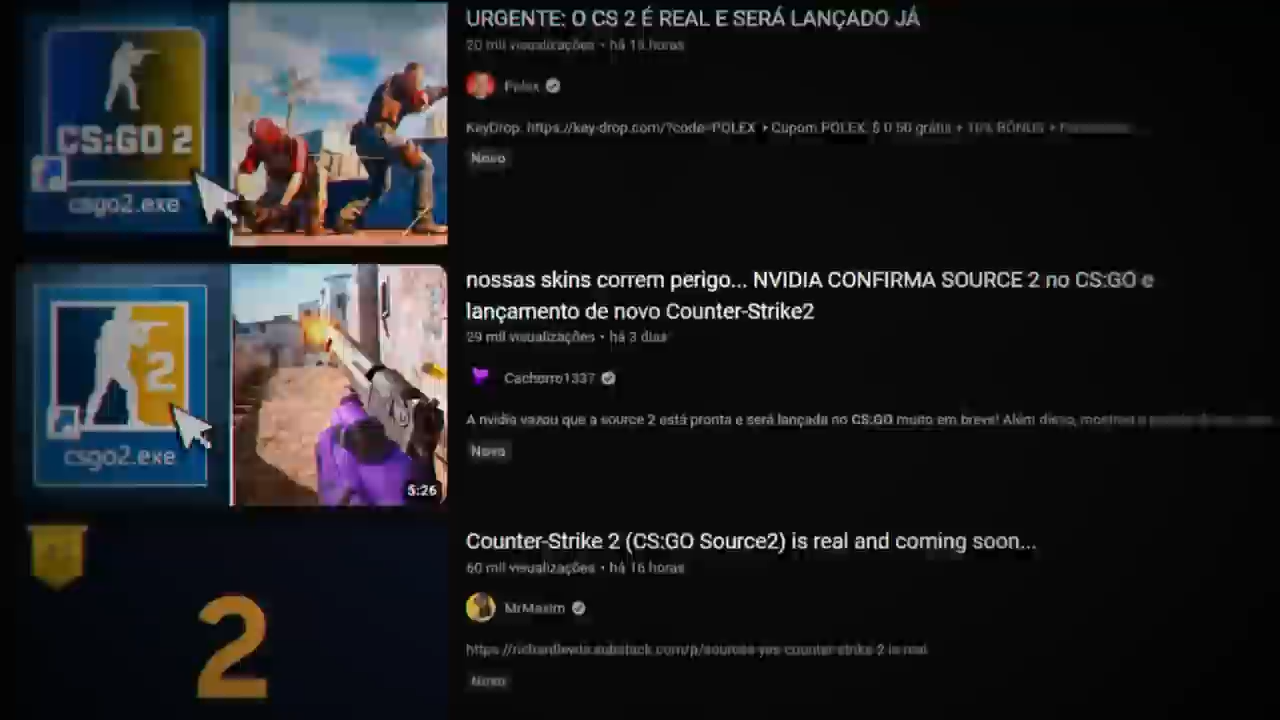 CS:GO 2
csgo2.exe
URGENTE: O CS 2 É REAL E SERÁ LANÇADO JÁ
20 mil visualizações • há 18 horas
Polex
KeyDrop. https://key-drop.com/?code=POLEX • Cupom POLEX. $ 0.50 grátis + 10% BÔNUS •
Novo
2
csgo2.exe
5:26
nossas skins correm perigo... NVIDIA CONFIRMA SOURCE 2 no CS:GO e
lançamento de novo Counter-Strike2
29 mil visualizações • há 3 dias
Cachorro1337
A nvidia vazou que a source 2 está pronta e será lançada no CS:GO muito em breve! Além disso, mostrou o
Novo
2
Counter-Strike 2 (CS:GO Source2) is real and coming soon...
60 mil visualizações • há 16 horas
MrMaxim
https://richardlewis.substack.com/p/sources-yes-counter-strike-2-is-real
Novo